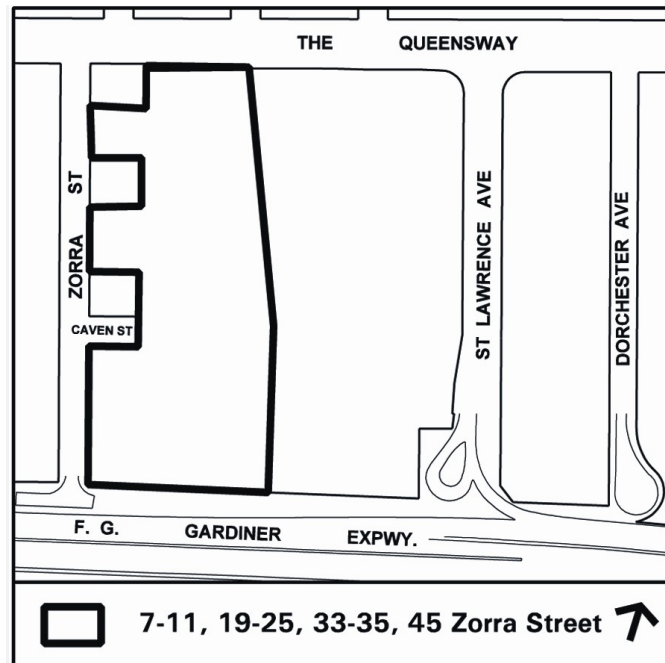 THE QUEENSWAY
ZORRA ST
CAVEN ST
ST LAWRENCE AVE
DORCHESTER AVE
F. G. GARDINER EXPWY.
7-11, 19-25, 33-35, 45 Zorra Street